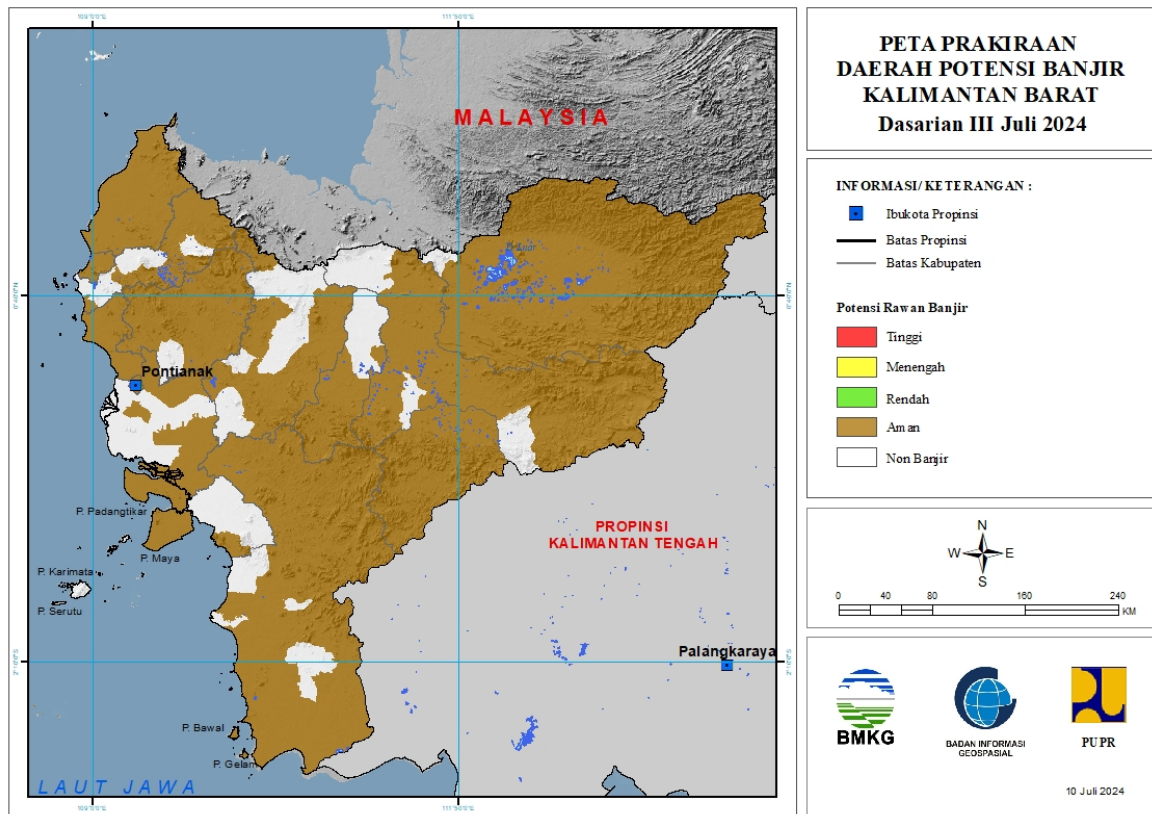 PETA PRAKIRAAN
DAERAH POTENSI BANJIR
KALIMANTAN BARAT
Dasarian III Juli 2024
INFORMASI/ KETERANGAN :
Ibukota Propinsi
Batas Propinsi
Batas Kabupaten
Potensi Rawan Banjir
Tinggi
Menengah
Rendah
Aman
Non Banjir
N
W E
S
0 40 80 160 240
KM
BMKG
BADAN INFORMASI
GEOSPASIAL
PUPR
10 Juli 2024
MALAYSIA
Pontianak
P. Padangtikar
P. Maya
P. Karimata
P. Serutu
PROPINSI
KALIMANTAN TENGAH
Palangkaraya
P. Bawal
P. Gelam
LAUT JAWA